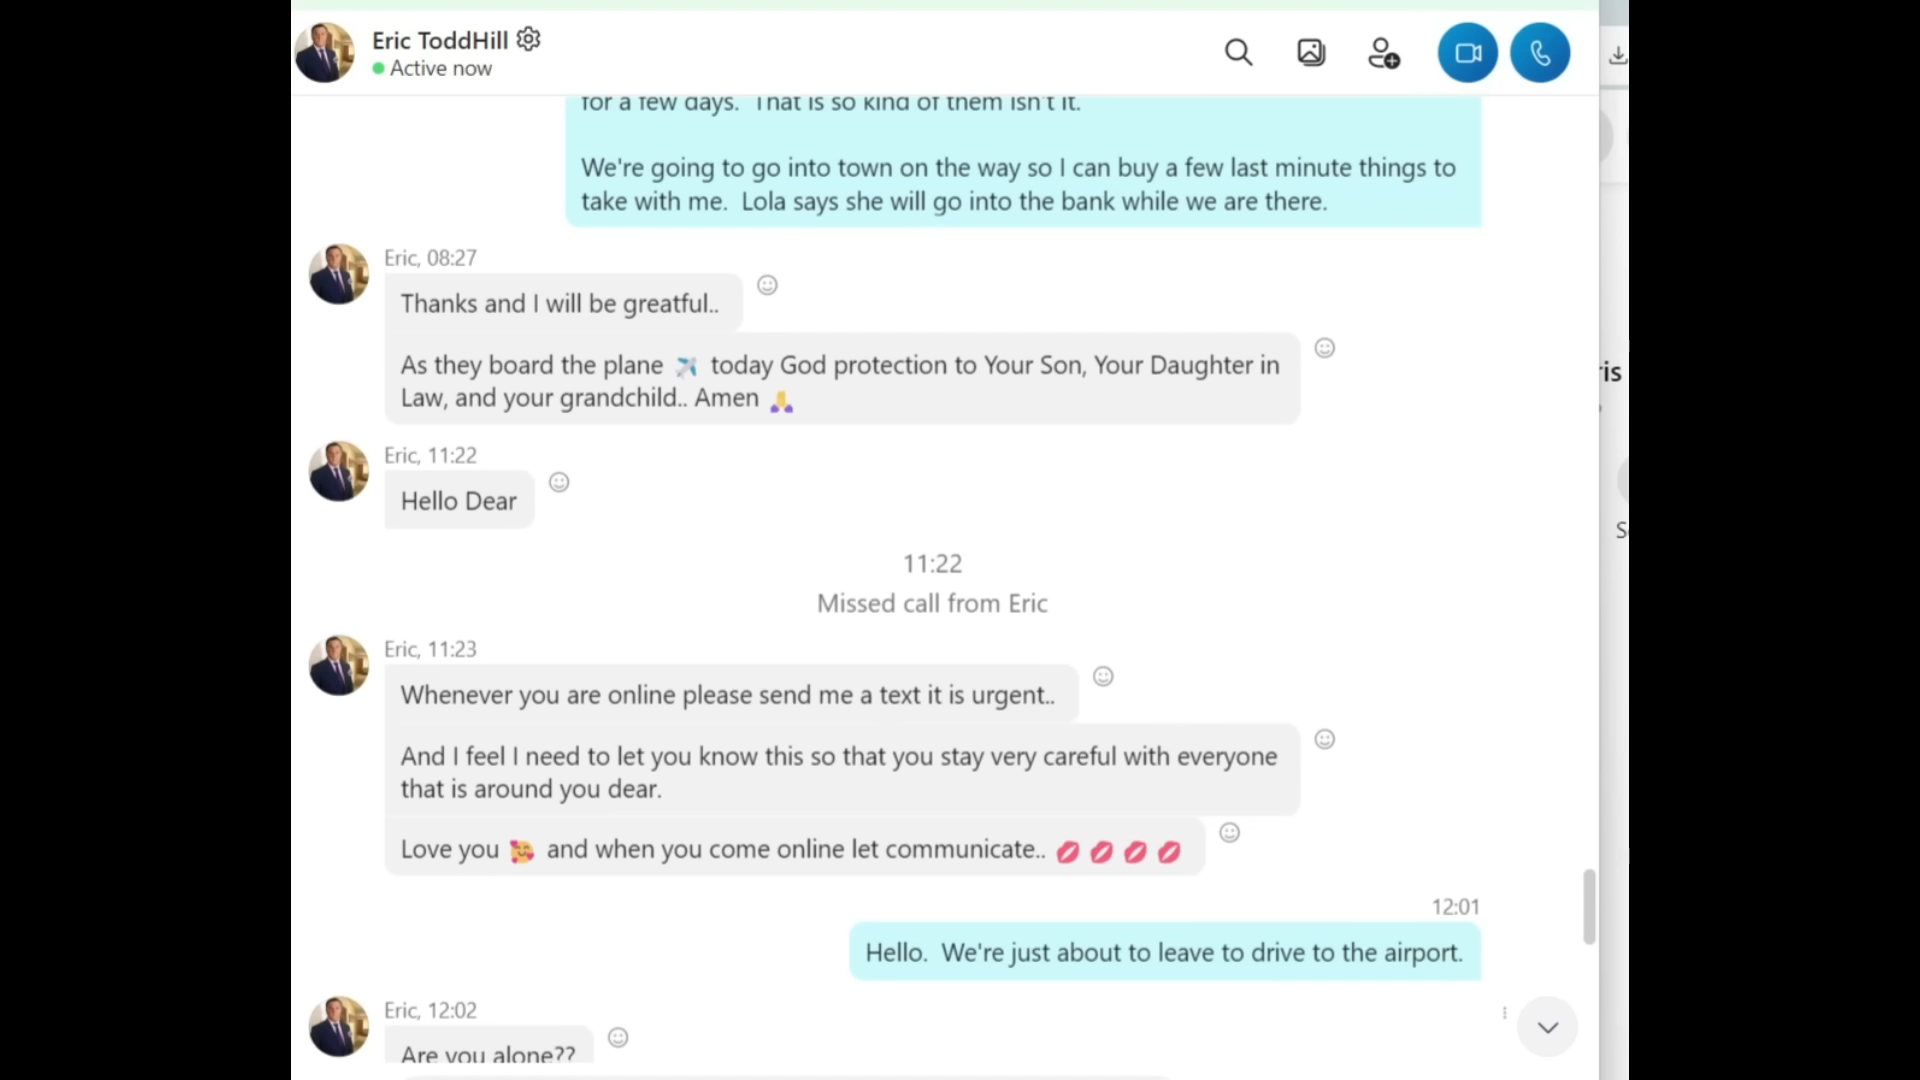 Eric ToddHill
Active now
for a few days. That is so kind of them isn't it.
We're going to go into town on the way so I can buy a few last minute things to
take with me. Lola says she will go into the bank while we are there.
Eric, 08:27
Thanks and I will be greatful..
As they board the plane ✈️ today God protection to Your Son, Your Daughter in
Law, and your grandchild.. Amen 🙏
Eric, 11:22
Hello Dear
11:22
Missed call from Eric
Eric, 11:23
Whenever you are online please send me a text it is urgent..
And I feel I need to let you know this so that you stay very careful with everyone
that is around you dear.
Love you 🥰 and when you come online let communicate.. 💋 💋 💋 💋
12:01
Hello. We're just about to leave to drive to the airport.
Eric, 12:02
Are you alone??